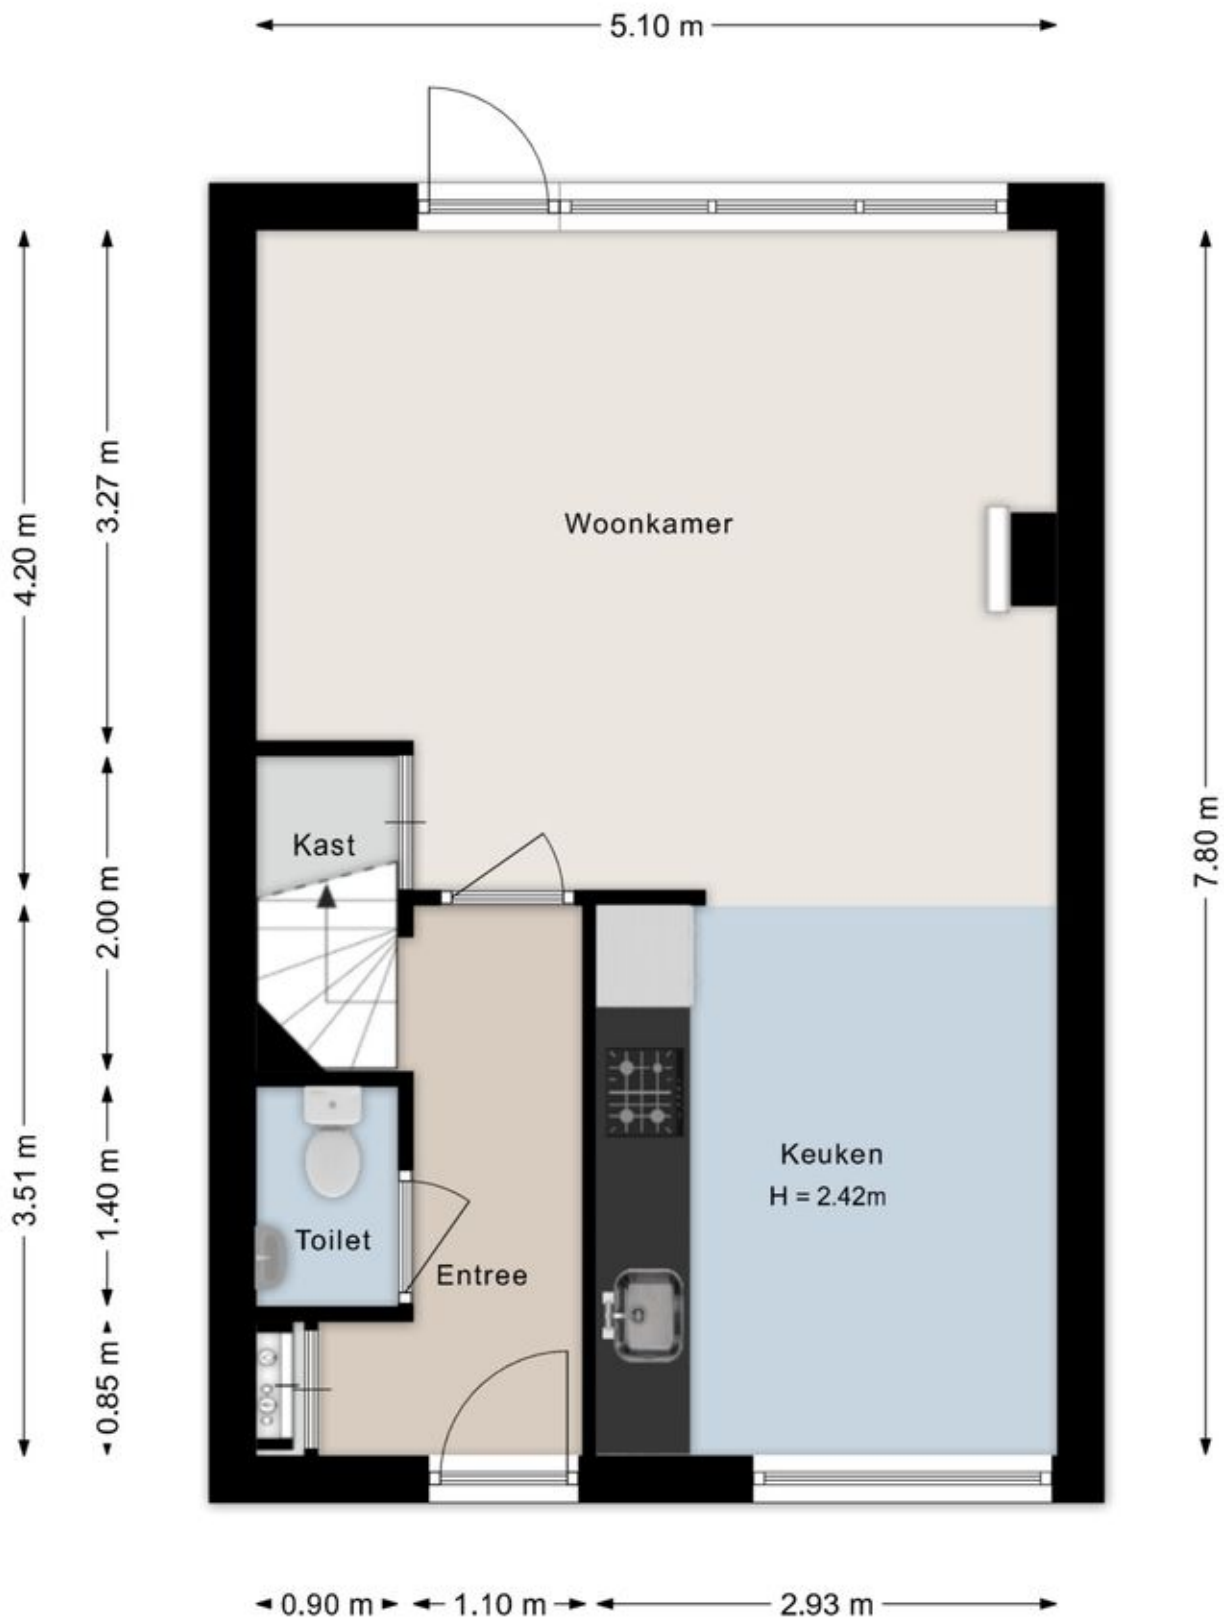 5.10 m
4.20 m
3.27 m
Woonkamer
7.80 m
Kast
2.00 m
3.51 m
1.40 m
Keuken
H = 2.42m
Toilet
Entree
0.85 m
0.90 m
1.10 m
2.93 m